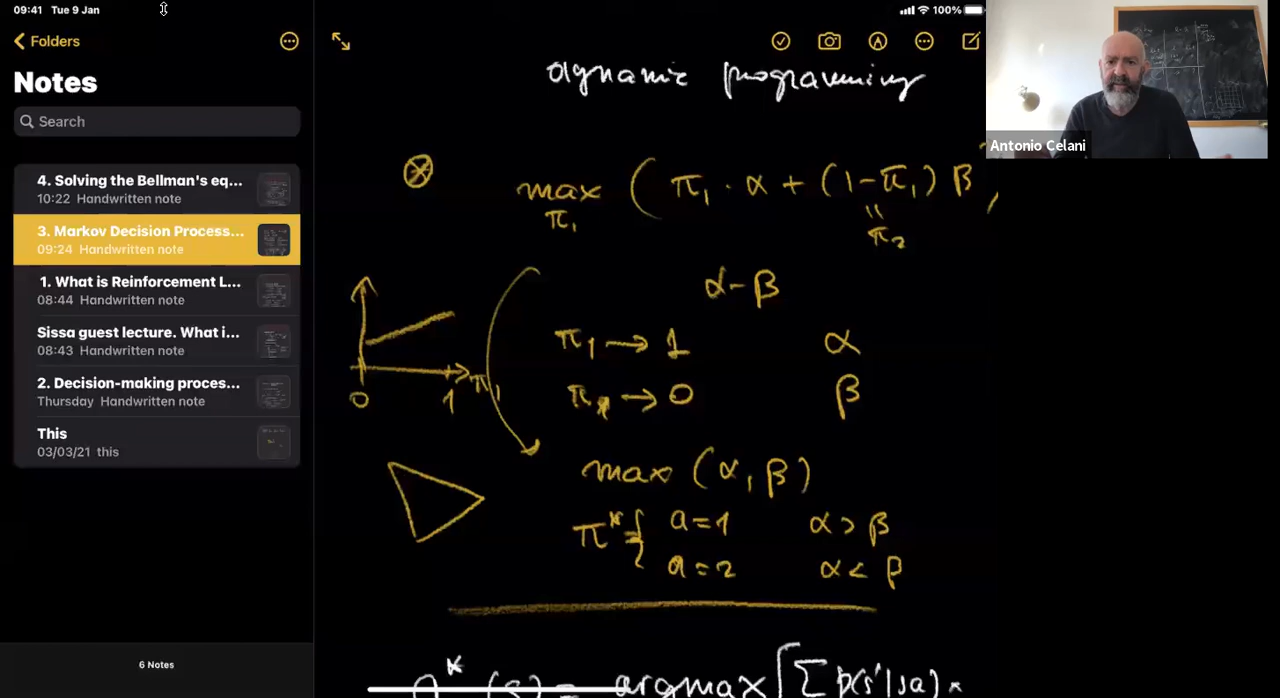 09:41 Tue 9 Jan
100%
Folders
Notes
Search
4. Solving the Bellman's eq...
10:22 Handwritten note
3. Markov Decision Process...
09:24 Handwritten note
1. What is Reinforcement L...
08:44 Handwritten note
Sissa guest lecture. What i...
08:43 Handwritten note
2. Decision-making proces...
Thursday Handwritten note
This
03/03/21 this
6 Notes
dynamic programming
⊗ max ( π₁ · α + (1-π₁) β )
π₁
=
π₂
α-β
π₁ → 1 α
π₁
0 1
→ 0 β
max (α, β)
π* = { a=1 α > β
a=2 α < β
(s) = argmax [ ∑ p(s'|sa) ×
Antonio Celani